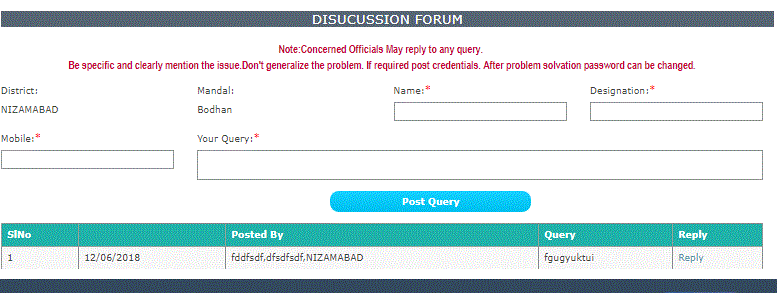 DISUCUSSION FORUM
Note:Concerned Officials May reply to any query.
Be specific and clearly mention the issue.Don't generalize the problem. If required post credentials. After problem solvation password can be changed.
District: Mandal: Name:* Designation:*
NIZAMABAD Bodhan
Mobile:* Your Query:*
Post Query
SlNo Posted By Query Reply
1 12/06/2018 fddfsdf,dfsdfsdf,NIZAMABAD fgugyuktui Reply